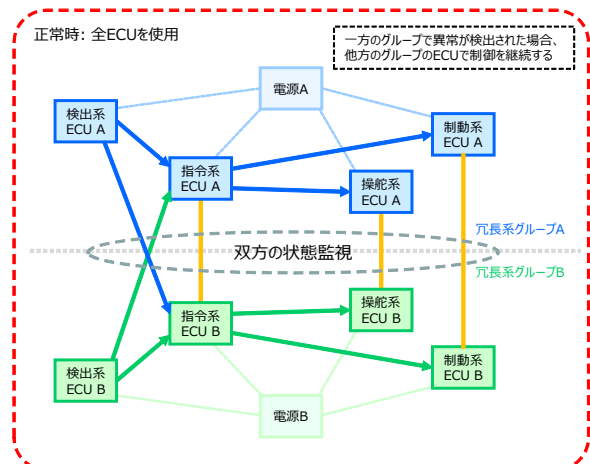 正常時: 全ECUを使用
一方のグループで異常が検出された場合、
他方のグループのECUで制御を継続する
電源A
検出系
ECU A
制動系
ECU A
指令系
ECU A
操舵系
ECU A
冗長系グループA
双方の状態監視
冗長系グループB
指令系
ECU B
操舵系
ECU B
検出系
ECU B
制動系
ECU B
電源B